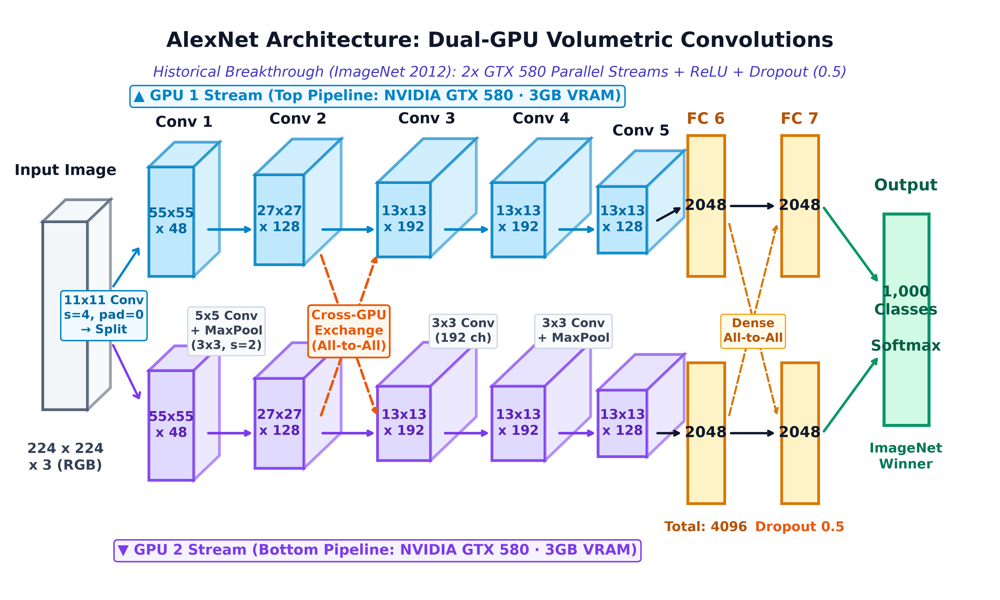 AlexNet Architecture: Dual-GPU Volumetric Convolutions
Historical Breakthrough (ImageNet 2012): 2x GTX 580 Parallel Streams + ReLU + Dropout (0.5)
▲ GPU 1 Stream (Top Pipeline: NVIDIA GTX 580 · 3GB VRAM)
Input Image
Conv 1
Conv 2
Conv 3
Conv 4
Conv 5
FC 6
FC 7
Output
55x55
x 48
27x27
x 128
13x13
x 192
13x13
x 192
13x13
x 128
2048
2048
11x11 Conv
s=4, pad=0
→ Split
5x5 Conv
+ MaxPool
(3x3, s=2)
Cross-GPU
Exchange
(All-to-All)
3x3 Conv
(192 ch)
3x3 Conv
+ MaxPool
Dense
All-to-All
1,000
Classes
Softmax
55x55
x 48
27x27
x 128
13x13
x 192
13x13
x 192
13x13
x 128
2048
2048
224 x 224
x 3 (RGB)
ImageNet
Winner
Total: 4096
Dropout 0.5
▼ GPU 2 Stream (Bottom Pipeline: NVIDIA GTX 580 · 3GB VRAM)